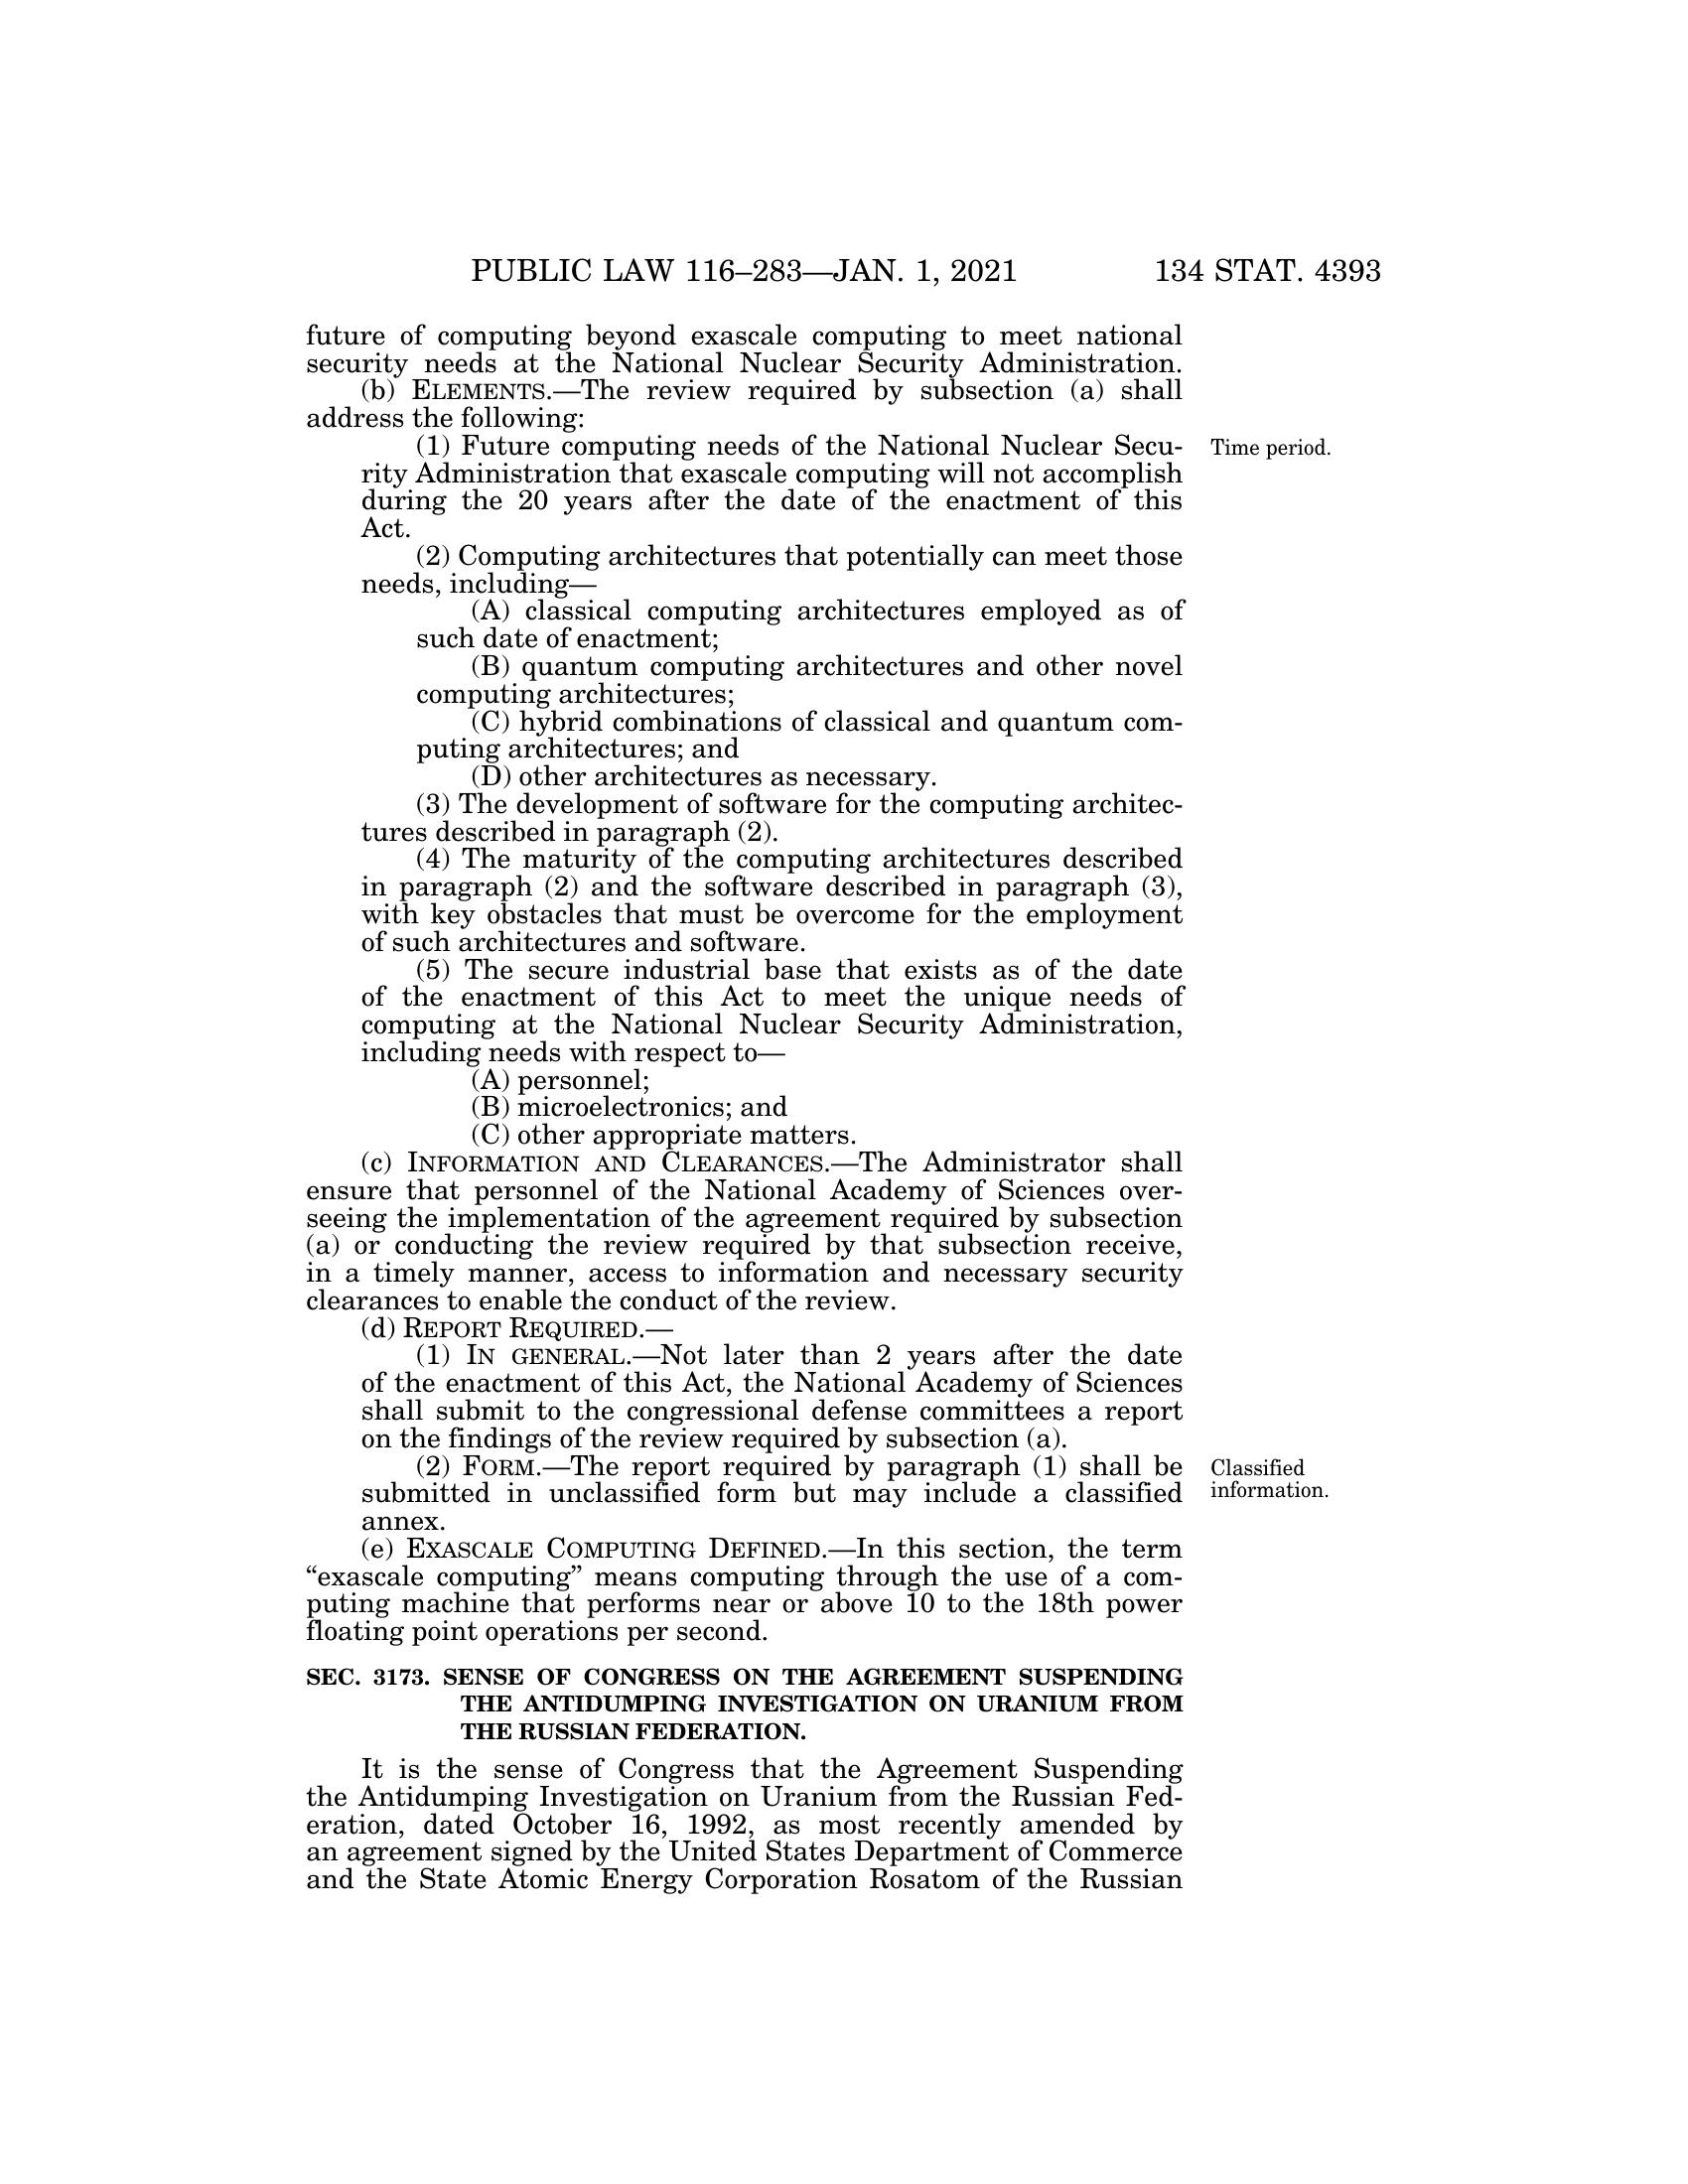 PUBLIC LAW 116–283—JAN. 1, 2021 134 STAT. 4393
future of computing beyond exascale computing to meet national
security needs at the National Nuclear Security Administration.
(b) ELEMENTS.—The review required by subsection (a) shall
address the following:
(1) Future computing needs of the National Nuclear Secu-
rity Administration that exascale computing will not accomplish
during the 20 years after the date of the enactment of this
Act.
Time period.
(2) Computing architectures that potentially can meet those
needs, including—
(A) classical computing architectures employed as of
such date of enactment;
(B) quantum computing architectures and other novel
computing architectures;
(C) hybrid combinations of classical and quantum com-
puting architectures; and
(D) other architectures as necessary.
(3) The development of software for the computing architec-
tures described in paragraph (2).
(4) The maturity of the computing architectures described
in paragraph (2) and the software described in paragraph (3),
with key obstacles that must be overcome for the employment
of such architectures and software.
(5) The secure industrial base that exists as of the date
of the enactment of this Act to meet the unique needs of
computing at the National Nuclear Security Administration,
including needs with respect to—
(A) personnel;
(B) microelectronics; and
(C) other appropriate matters.
(c) INFORMATION AND CLEARANCES.—The Administrator shall
ensure that personnel of the National Academy of Sciences over-
seeing the implementation of the agreement required by subsection
(a) or conducting the review required by that subsection receive,
in a timely manner, access to information and necessary security
clearances to enable the conduct of the review.
(d) REPORT REQUIRED.—
(1) IN GENERAL.—Not later than 2 years after the date
of the enactment of this Act, the National Academy of Sciences
shall submit to the congressional defense committees a report
on the findings of the review required by subsection (a).
(2) FORM.—The report required by paragraph (1) shall be
submitted in unclassified form but may include a classified
annex.
Classified
information.
(e) EXASCALE COMPUTING DEFINED.—In this section, the term
“exascale computing” means computing through the use of a com-
puting machine that performs near or above 10 to the 18th power
floating point operations per second.
SEC. 3173. SENSE OF CONGRESS ON THE AGREEMENT SUSPENDING
THE ANTIDUMPING INVESTIGATION ON URANIUM FROM
THE RUSSIAN FEDERATION.
It is the sense of Congress that the Agreement Suspending
the Antidumping Investigation on Uranium from the Russian Fed-
eration, dated October 16, 1992, as most recently amended by
an agreement signed by the United States Department of Commerce
and the State Atomic Energy Corporation Rosatom of the Russian